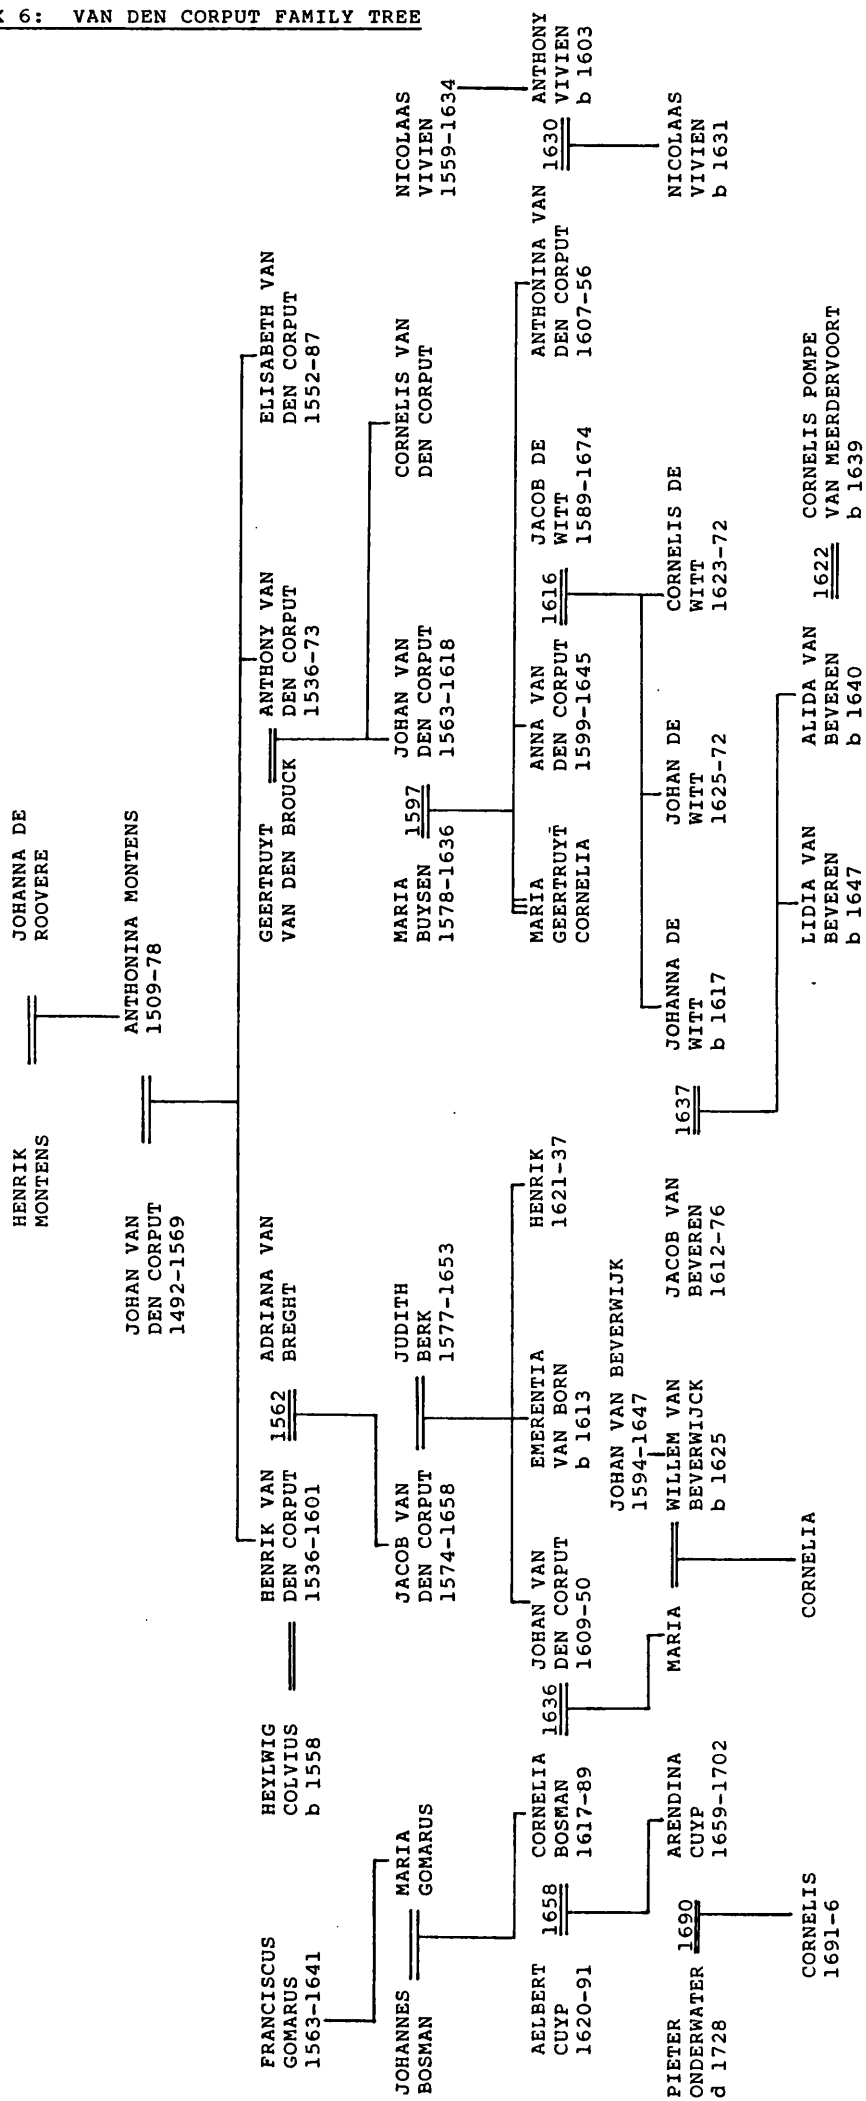 X 6: VAN DEN CORPUT FAMILY TREE
HENRIK
MONTENS
JOHANNA DE
ROOVERE
JOHAN VAN
DEN CORPUT
1492-1569
ANTHONINA MONTENS
1509-78
HEYLWIG
COLVIUS
b 1558
HENRIK VAN
DEN CORPUT
1536-1601
1562
ADRIANA VAN
BREGHT
GEERTRUYT
VAN DEN BROUCK
ANTHONY VAN
DEN CORPUT
1536-73
ELISABETH VAN
DEN CORPUT
1552-87
FRANCISCUS
GOMARUS
1563-1641
JOHANNES
BOSMAN
MARIA
GOMARUS
JACOB VAN
DEN CORPUT
1574-1658
JUDITH
BERK
1577-1653
MARIA
BUYSEN
1578-1636
1597
JOHAN VAN
DEN CORPUT
1563-1618
CORNELIS VAN
DEN CORPUT
NICOLAAS
VIVIEN
1559-1634
AELBERT
CUYP
1620-91
1658
CORNELIA
BOSMAN
1617-89
1636
JOHAN VAN
DEN CORPUT
1609-50
EMERENTIA
VAN BORN
b 1613
HENRIK
1621-37
MARIA
GEERTRUYT
CORNELIA
ANNA VAN
DEN CORPUT
1599-1645
1616
JACOB DE
WITT
1589-1674
ANTHONINA VAN
DEN CORPUT
1607-56
1630
ANTHONY
VIVIEN
b 1603
JOHAN VAN BEVERWIJK
1594-1647
PIETER
ONDERWATER
d 1728
1690
ARENDINA
CUYP
1659-1702
MARIA
WILLEM VAN
BEVERWIJCK
b 1625
JACOB VAN
BEVEREN
1612-76
1637
JOHANNA DE
WITT
b 1617
JOHAN DE
WITT
1625-72
CORNELIS DE
WITT
1623-72
NICOLAAS
VIVIEN
b 1631
CORNELIS
1691-6
CORNELIA
LIDIA VAN
BEVEREN
b 1647
ALIDA VAN
BEVEREN
b 1640
1622
CORNELIS POMPE
VAN MEERDERVOORT
b 1639